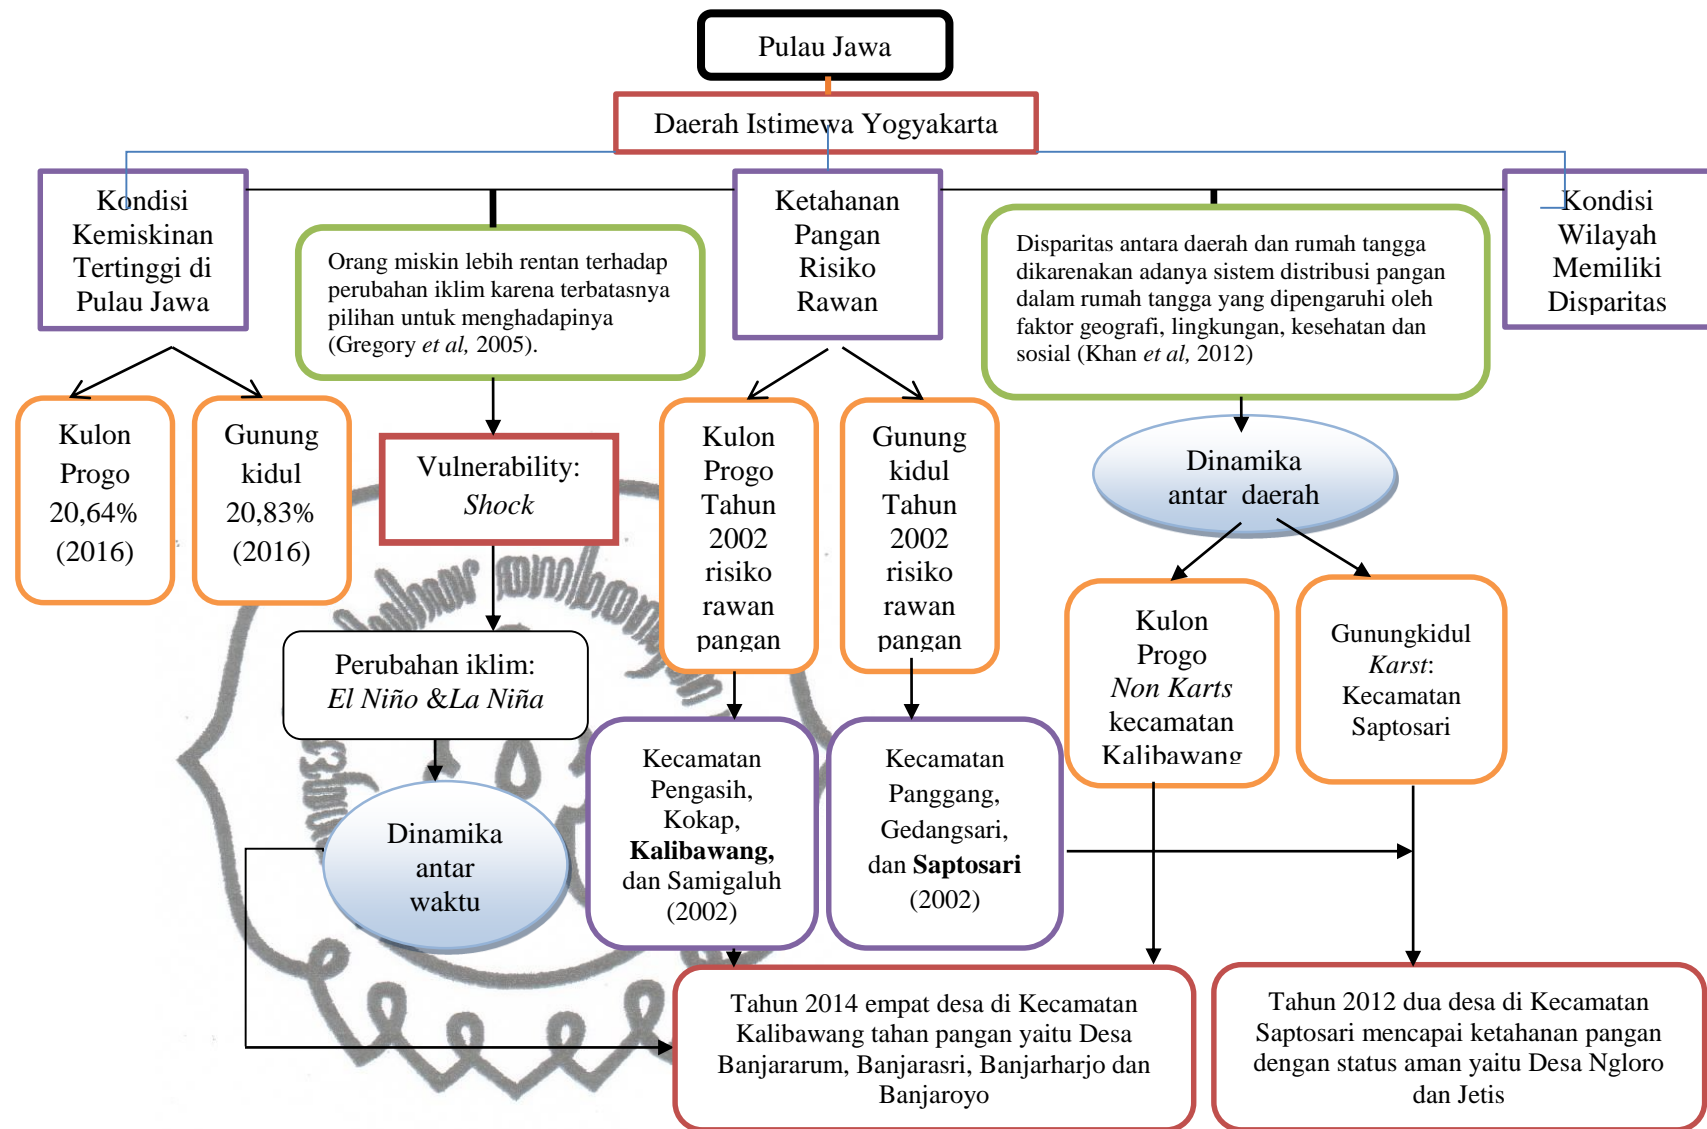 Pulau Jawa
Daerah Istimewa Yogyakarta
Kondisi
Kemiskinan
Tertinggi di
Pulau Jawa
Orang miskin lebih rentan terhadap
perubahan iklim karena terbatasnya
pilihan untuk menghadapinya
(Gregory et al, 2005).
Ketahanan
Pangan
Risiko
Rawan
Disparitas antara daerah dan rumah tangga
dikarenakan adanya sistem distribusi pangan
dalam rumah tangga yang dipengaruhi oleh
faktor geografi, lingkungan, kesehatan dan
sosial (Khan et al, 2012)
Kondisi
Wilayah
Memiliki
Disparitas
Kulon
Progo
20,64%
(2016)
Gunung
kidul
20,83%
(2016)
Vulnerability:
Shock
Kulon
Progo
Tahun
2002
risiko
rawan
pangan
Gunung
kidul
Tahun
2002
risiko
rawan
pangan
Dinamika
antar daerah
Perubahan iklim:
El Niño &La Niña
Kulon
Progo
Non Karts
kecamatan
Kalibawang
Gunungkidul
Karst:
Kecamatan
Saptosari
Dinamika
antar
waktu
Kecamatan
Pengasih,
Kokap,
Kalibawang,
dan Samigaluh
(2002)
Kecamatan
Panggang,
Gedangsari,
dan Saptosari
(2002)
Tahun 2014 empat desa di Kecamatan
Kalibawang tahan pangan yaitu Desa
Banjararum, Banjarasri, Banjarharjo dan
Banjaroyo
Tahun 2012 dua desa di Kecamatan
Saptosari mencapai ketahanan pangan
dengan status aman yaitu Desa Ngloro
dan Jetis